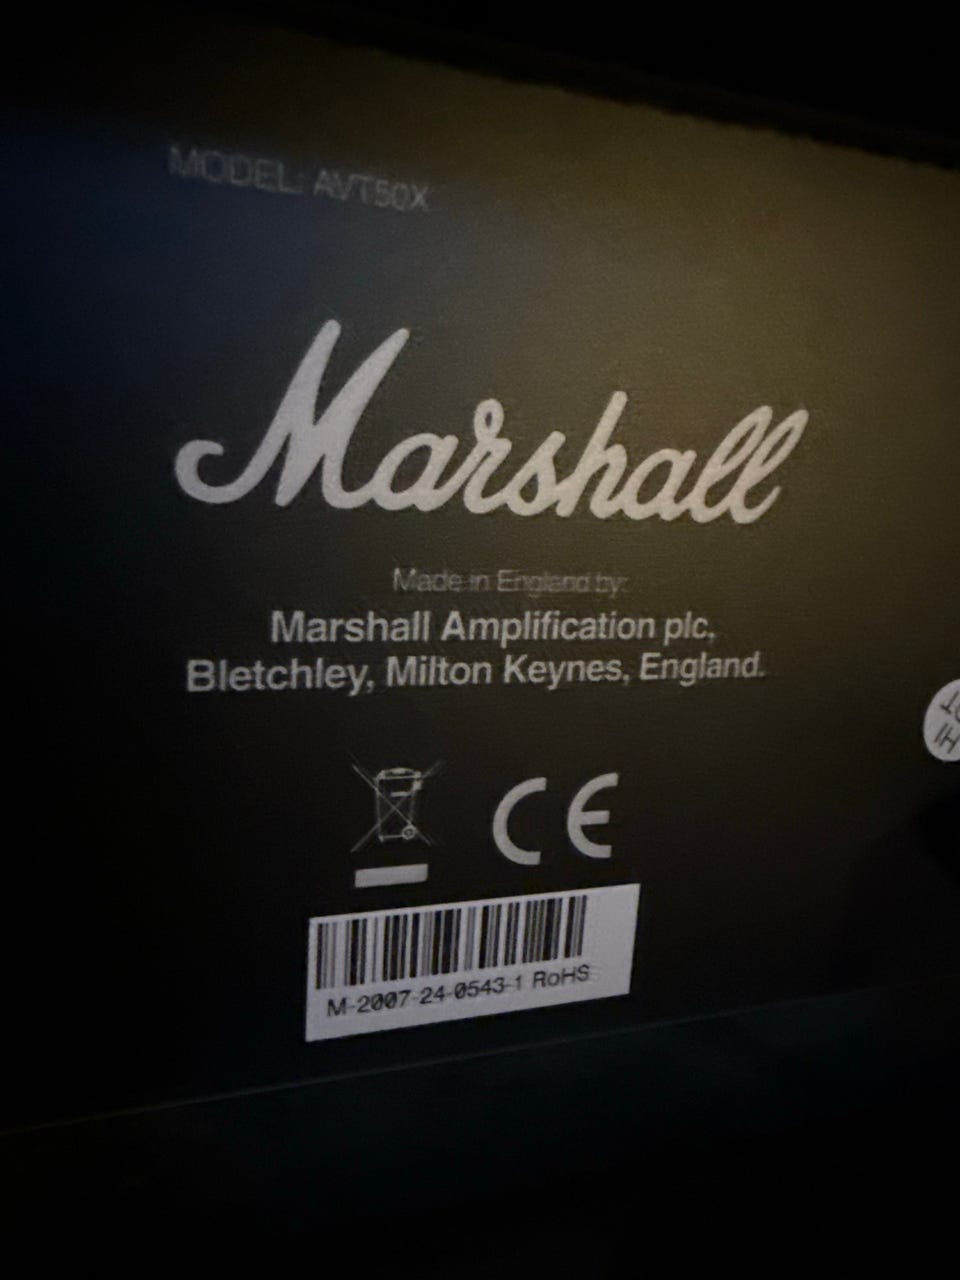 MODEL: AVT50X
Marshall
Made in England by:
Marshall Amplification plc.
Bletchley, Milton Keynes, England.
CE
M-2007-24-0543-1 RoHS